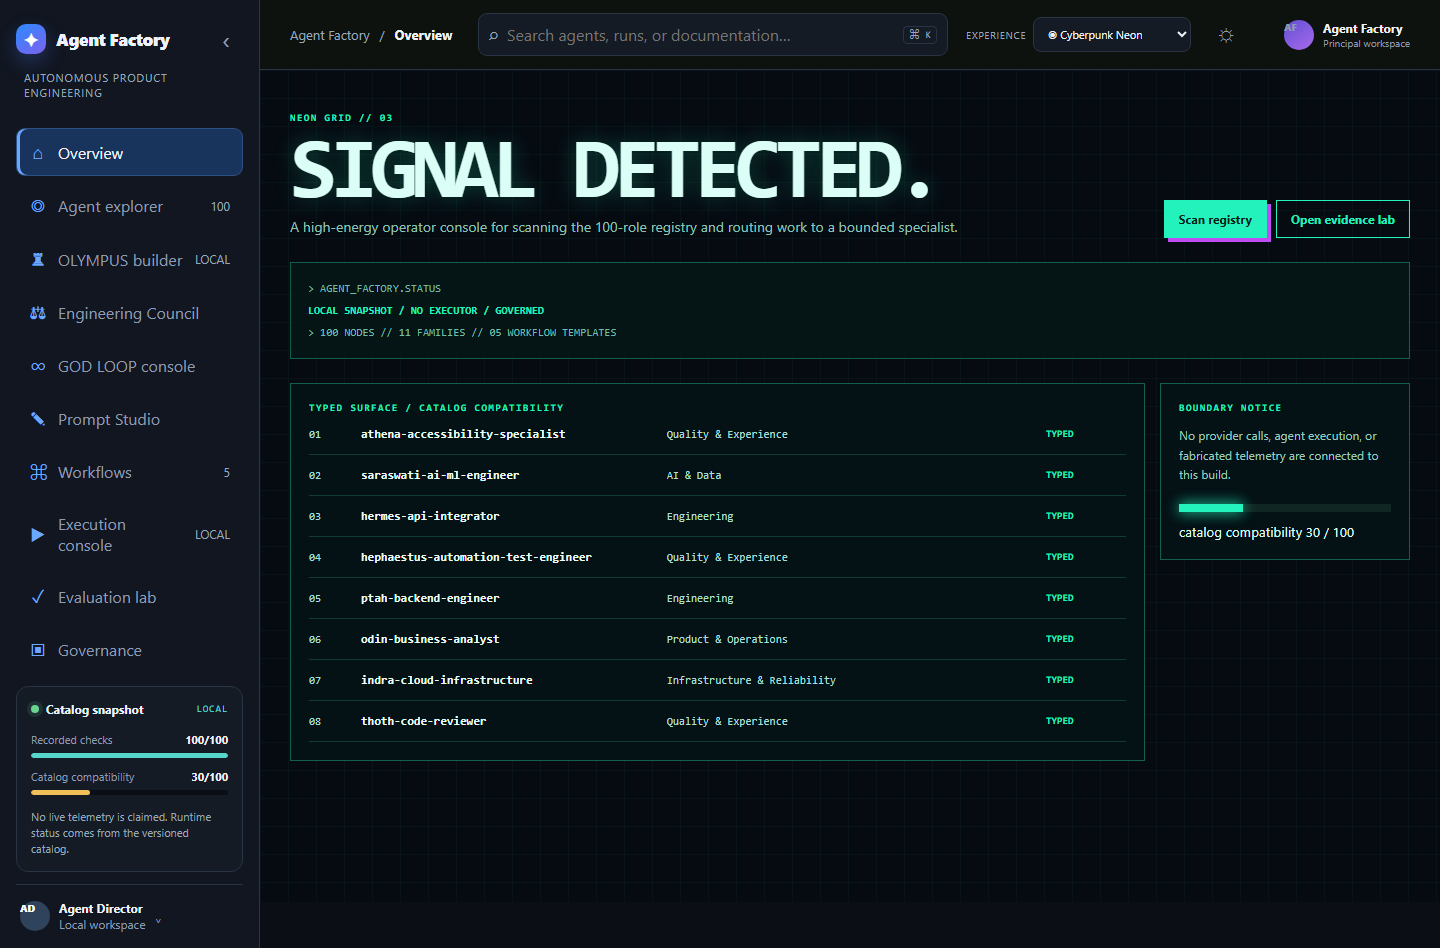 Agent Factory
AUTONOMOUS PRODUCT
ENGINEERING
Overview
Agent explorer 100
OLYMPUS builder LOCAL
Engineering Council
GOD LOOP console
Prompt Studio
Workflows 5
Execution
console LOCAL
Evaluation lab
Governance
Catalog snapshot LOCAL
Recorded checks 100/100
Catalog compatibility 30/100
No live telemetry is claimed. Runtime
status comes from the versioned
catalog.
AD
Agent Director
Local workspace
Agent Factory / Overview
Search agents, runs, or documentation...
⌘ K
EXPERIENCE
Cyberpunk Neon
AF
Agent Factory
Principal workspace
NEON GRID // 03
SIGNAL DETECTED.
A high-energy operator console for scanning the 100-role registry and routing work to a bounded specialist.
Scan registry
Open evidence lab
> AGENT_FACTORY.STATUS
LOCAL SNAPSHOT / NO EXECUTOR / GOVERNED
> 100 NODES // 11 FAMILIES // 05 WORKFLOW TEMPLATES
TYPED SURFACE / CATALOG COMPATIBILITY
01 athena-accessibility-specialist Quality & Experience TYPED
02 saraswati-ai-ml-engineer AI & Data TYPED
03 hermes-api-integrator Engineering TYPED
04 hephaestus-automation-test-engineer Quality & Experience TYPED
05 ptah-backend-engineer Engineering TYPED
06 odin-business-analyst Product & Operations TYPED
07 indra-cloud-infrastructure Infrastructure & Reliability TYPED
08 thoth-code-reviewer Quality & Experience TYPED
BOUNDARY NOTICE
No provider calls, agent execution, or
fabricated telemetry are connected to
this build.
catalog compatibility 30 / 100